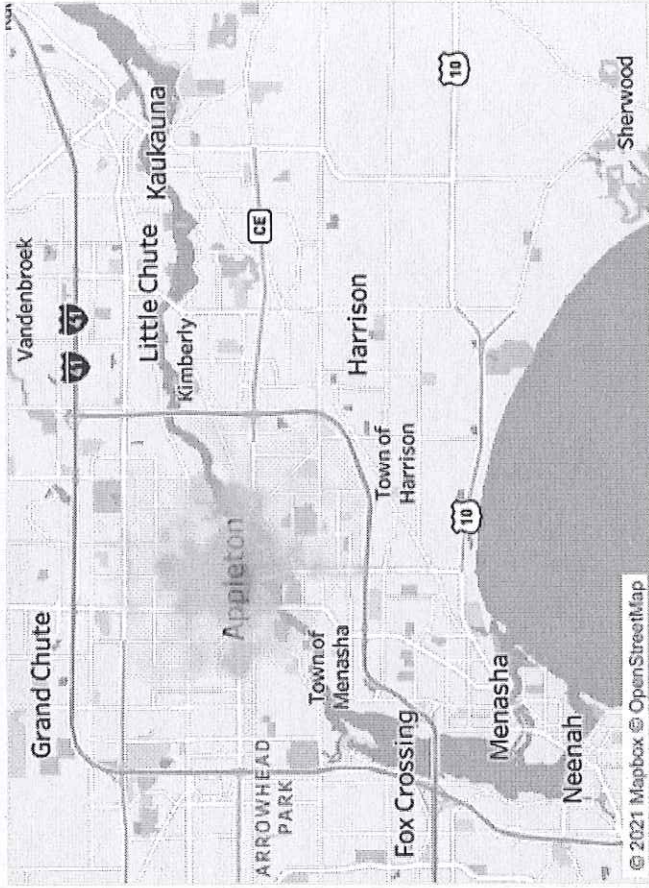 Vandenbroek
41
41
Grand Chute
Little Chute
Kaukauna
Kimberly
Appleton
CE
ARROWHEAD
PARK
Town of
Menasha
Harrison
Town of
Harrison
Fox Crossing
10
10
Menasha
Neenah
Sherwood
© 2021 Mapbox © OpenStreetMap